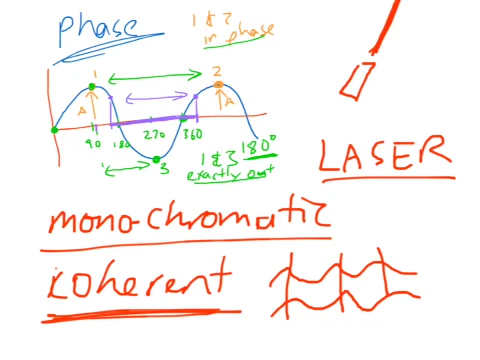 phase
1 & 2
in phase
1
2
A
A
90
180
270
360
3
1 & 3 180°
exactly out
LASER
mono-chromatic
coherent